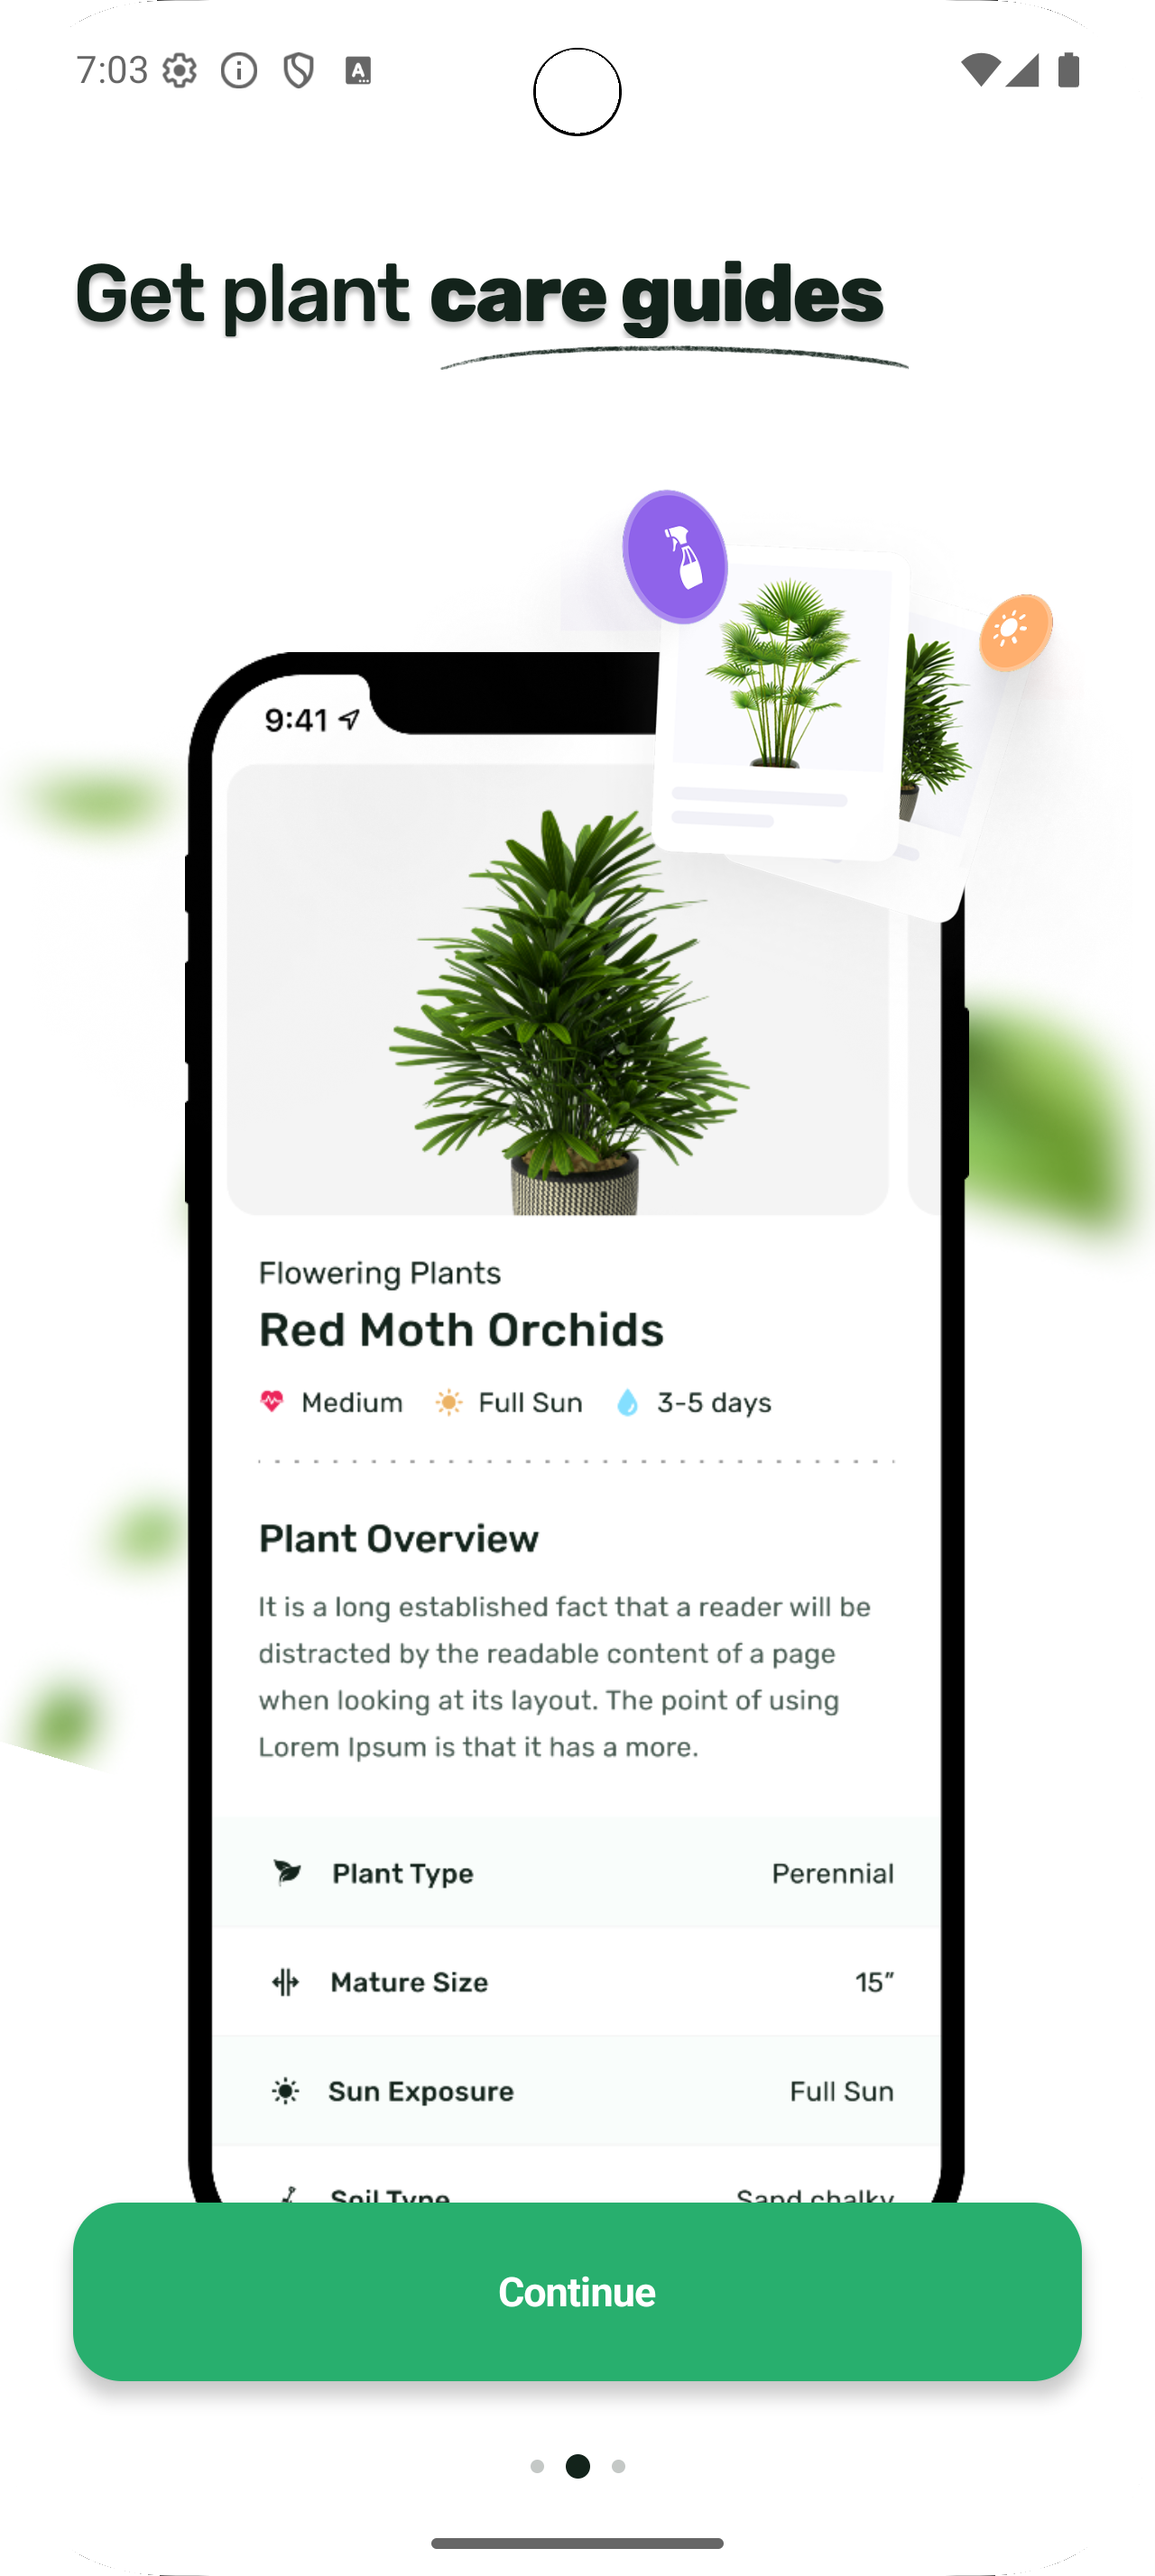 7:03
Get plant care guides
9:41
Flowering Plants
Red Moth Orchids
Medium Full Sun 3-5 days
Plant Overview
It is a long established fact that a reader will be
distracted by the readable content of a page
when looking at its layout. The point of using
Lorem Ipsum is that it has a more.
Plant Type Perennial
Mature Size 15″
Sun Exposure Full Sun
Soil Type Sand chalky
Continue